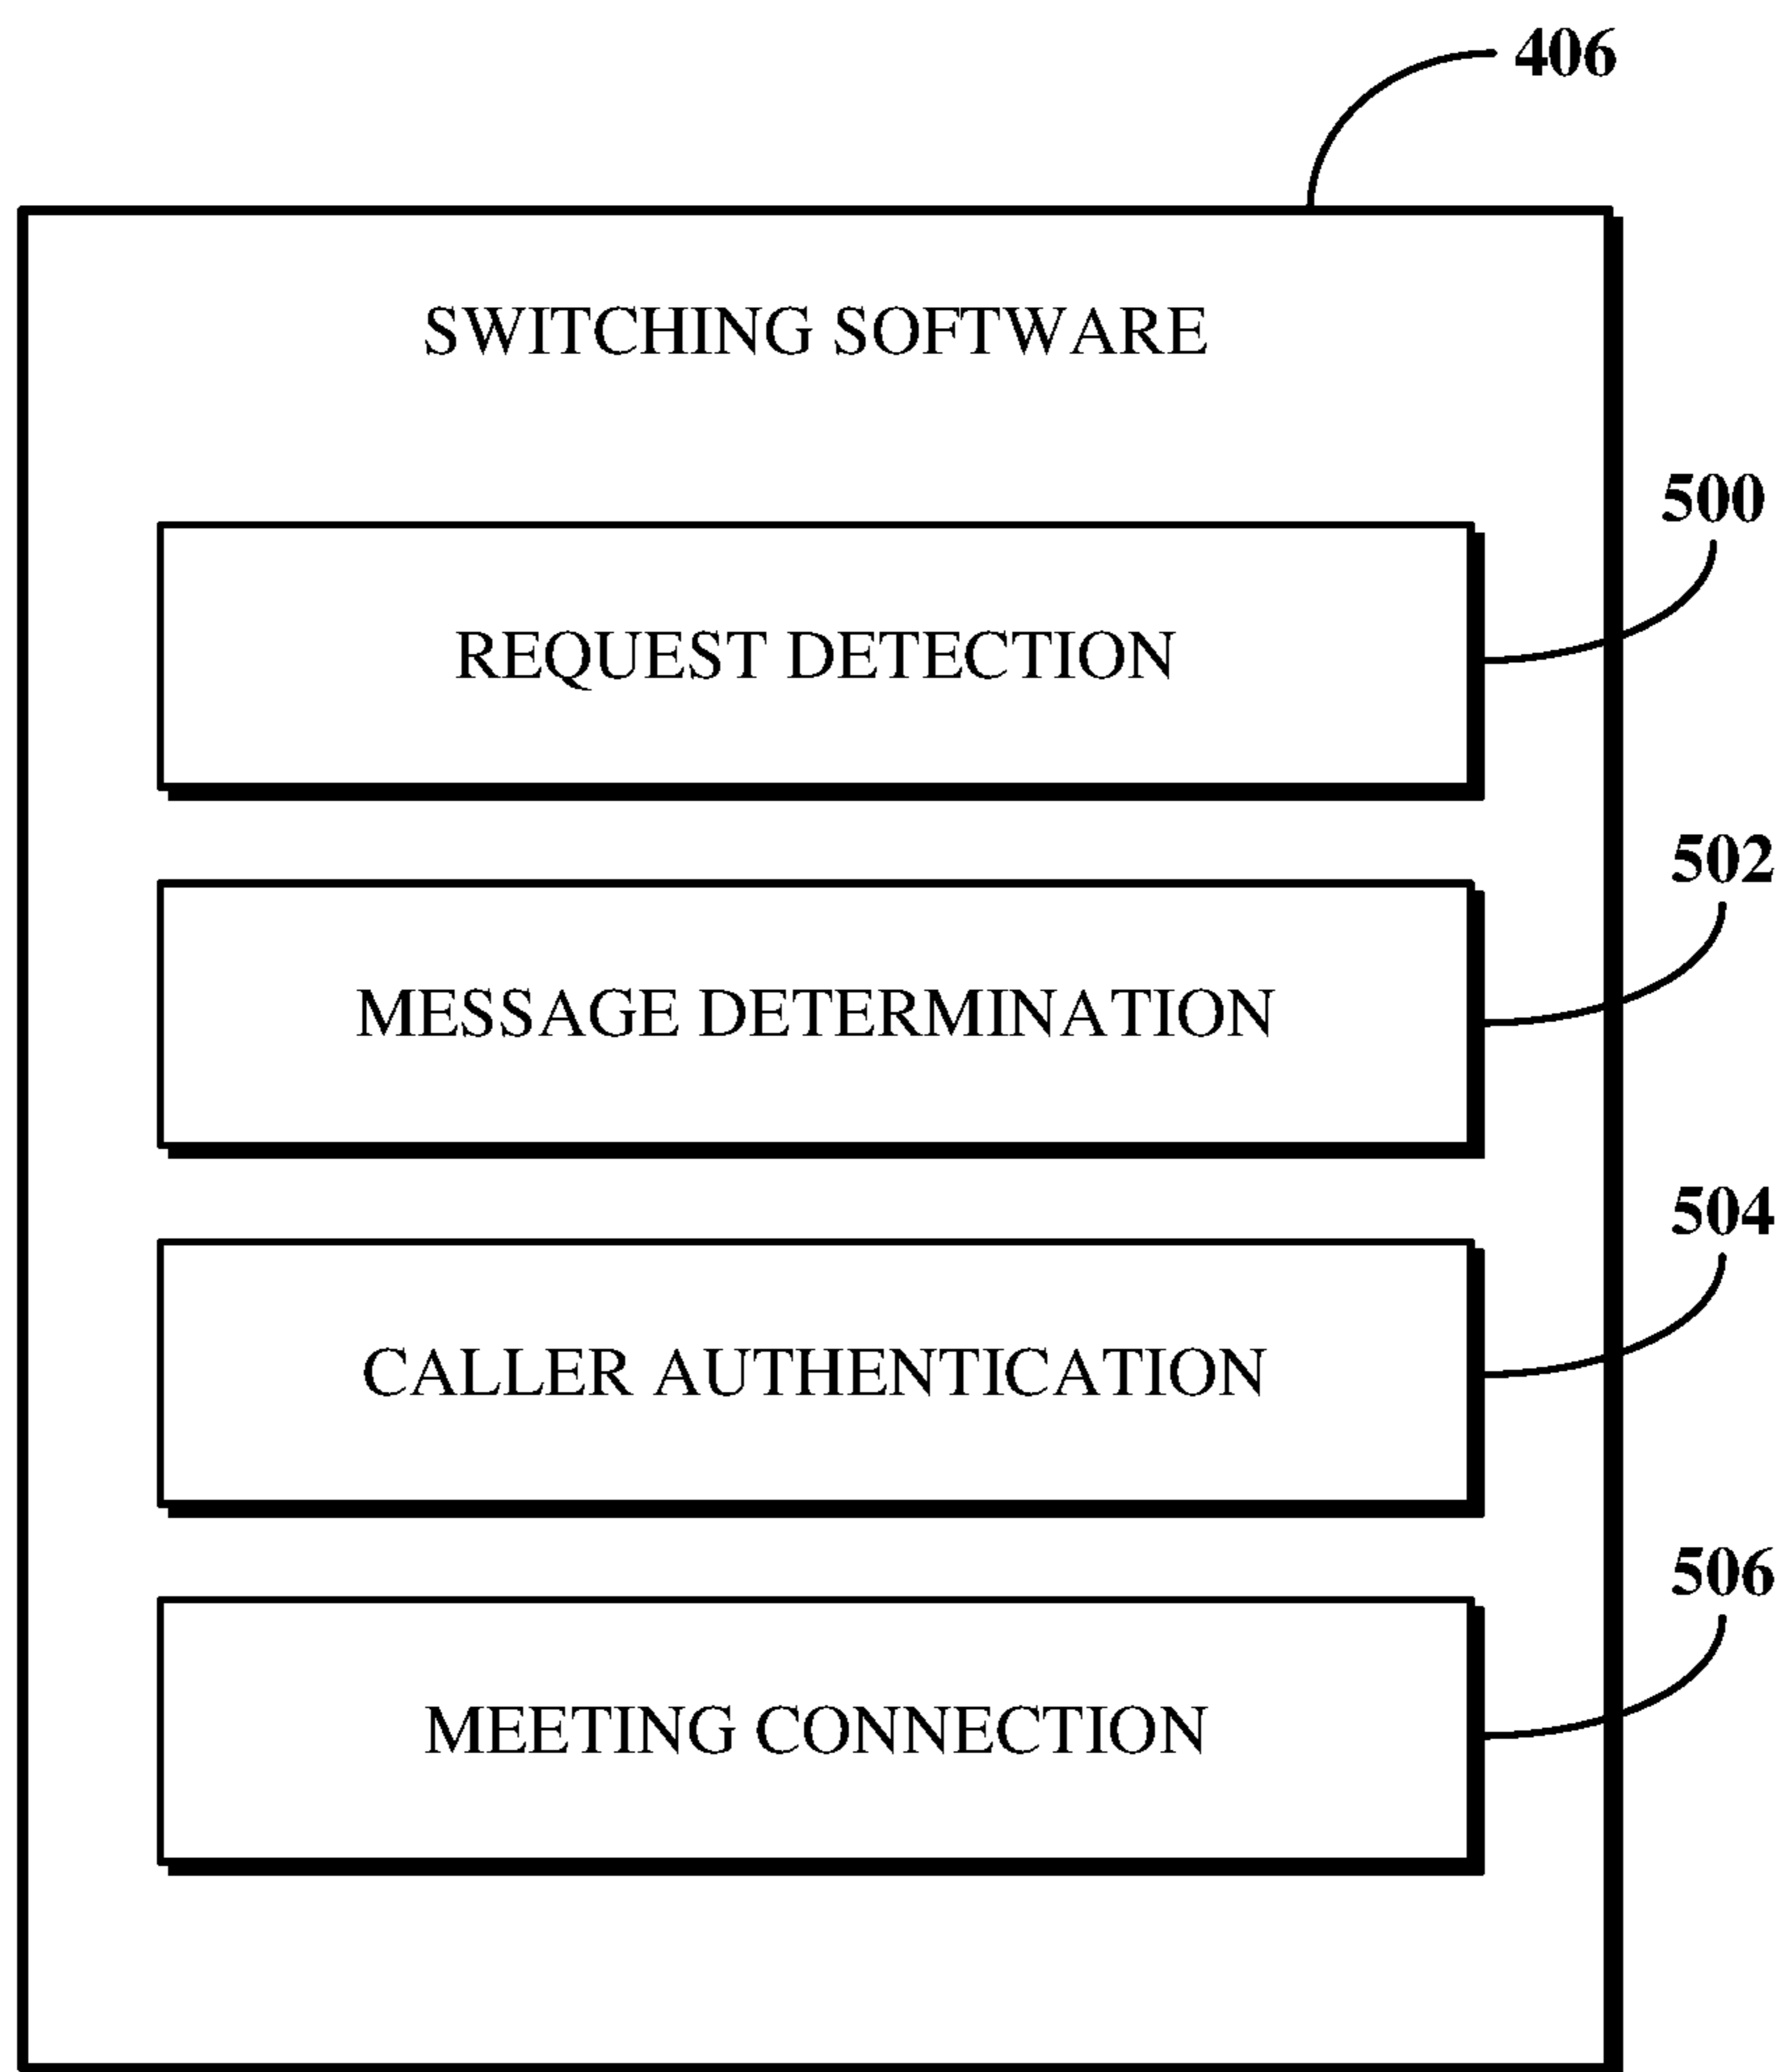 406
SWITCHING SOFTWARE
500
REQUEST DETECTION
502
MESSAGE DETERMINATION
504
CALLER AUTHENTICATION
506
MEETING CONNECTION